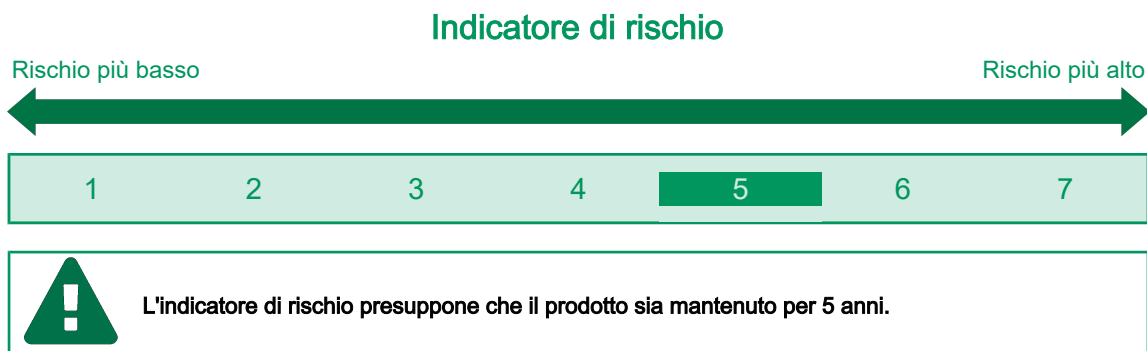 Indicatore di rischio
Rischio più basso Rischio più alto
1 2 3 4 5 6 7
L'indicatore di rischio presuppone che il prodotto sia mantenuto per 5 anni.